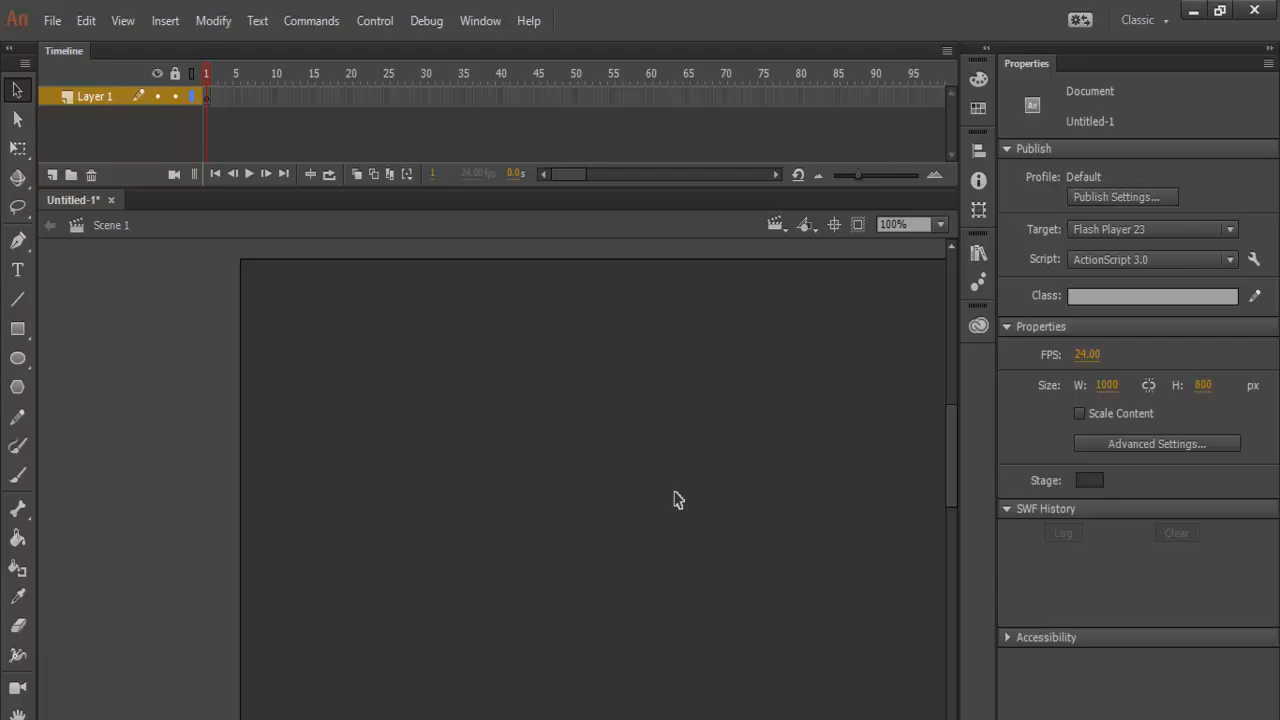 An File Edit View Insert Modify Text Commands Control Debug Window Help Classic
Timeline
1 5 10 15 20 25 30 35 40 45 50 55 60 65 70 75 80 85 90 95
Layer 1
1 24.00 fps 0.0 s
Untitled-1*
Scene 1
100%
Properties
Document
An
Untitled-1
Publish
Profile: Default
Publish Settings...
Target: Flash Player 23
Script: ActionScript 3.0
Class:
Properties
FPS: 24.00
Size: W: 1000 H: 800 px
Scale Content
Advanced Settings...
Stage:
SWF History
Log Clear
Accessibility